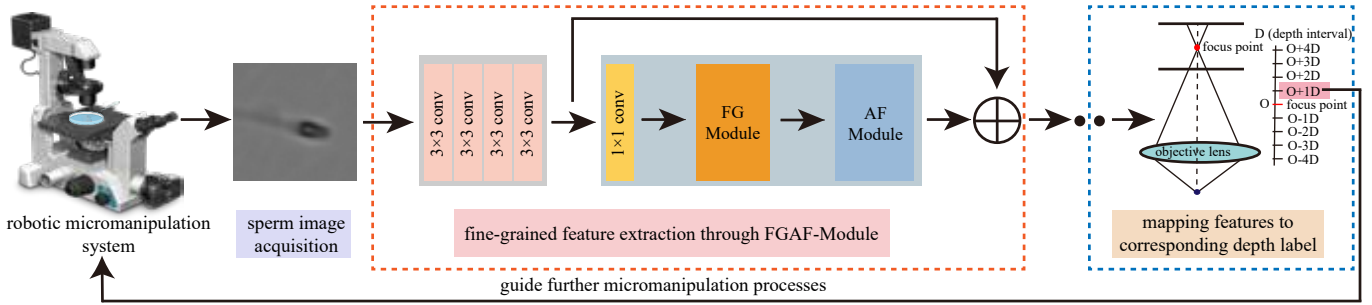 robotic micromanipulation
system
sperm image
acquisition
3×3 conv
3×3 conv
3×3 conv
3×3 conv
1×1 conv
FG
Module
AF
Module
fine-grained feature extraction through FGAF-Module
focus point
objective lens
D (depth interval)
O+4D
O+3D
O+2D
O+1D
O focus point
O-1D
O-2D
O-3D
O-4D
mapping features to
corresponding depth label
guide further micromanipulation processes